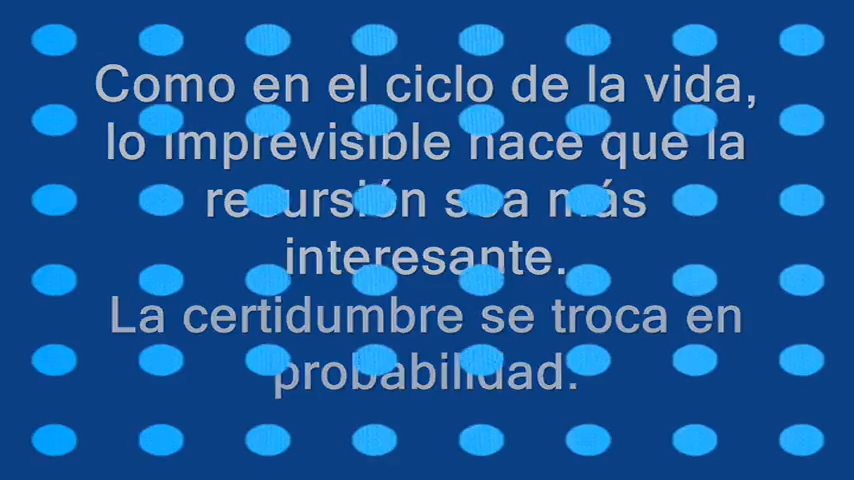 Como en el ciclo de la vida,
lo imprevisible hace que la
recursión sea más
interesante.
La certidumbre se troca en
probabilidad.